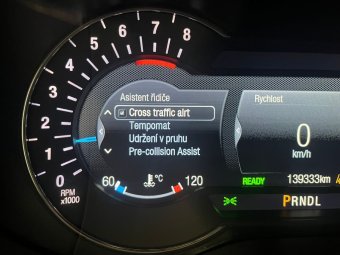 8
7
6
5
4
3
2
1
0
RPM
x1000
Asistent řidiče
Cross traffic alrt
Tempomat
Udržení v pruhu
Pre-collision Assist
60 °C 120
Rychlost
0
km/h
READY 139333km
PRNDL